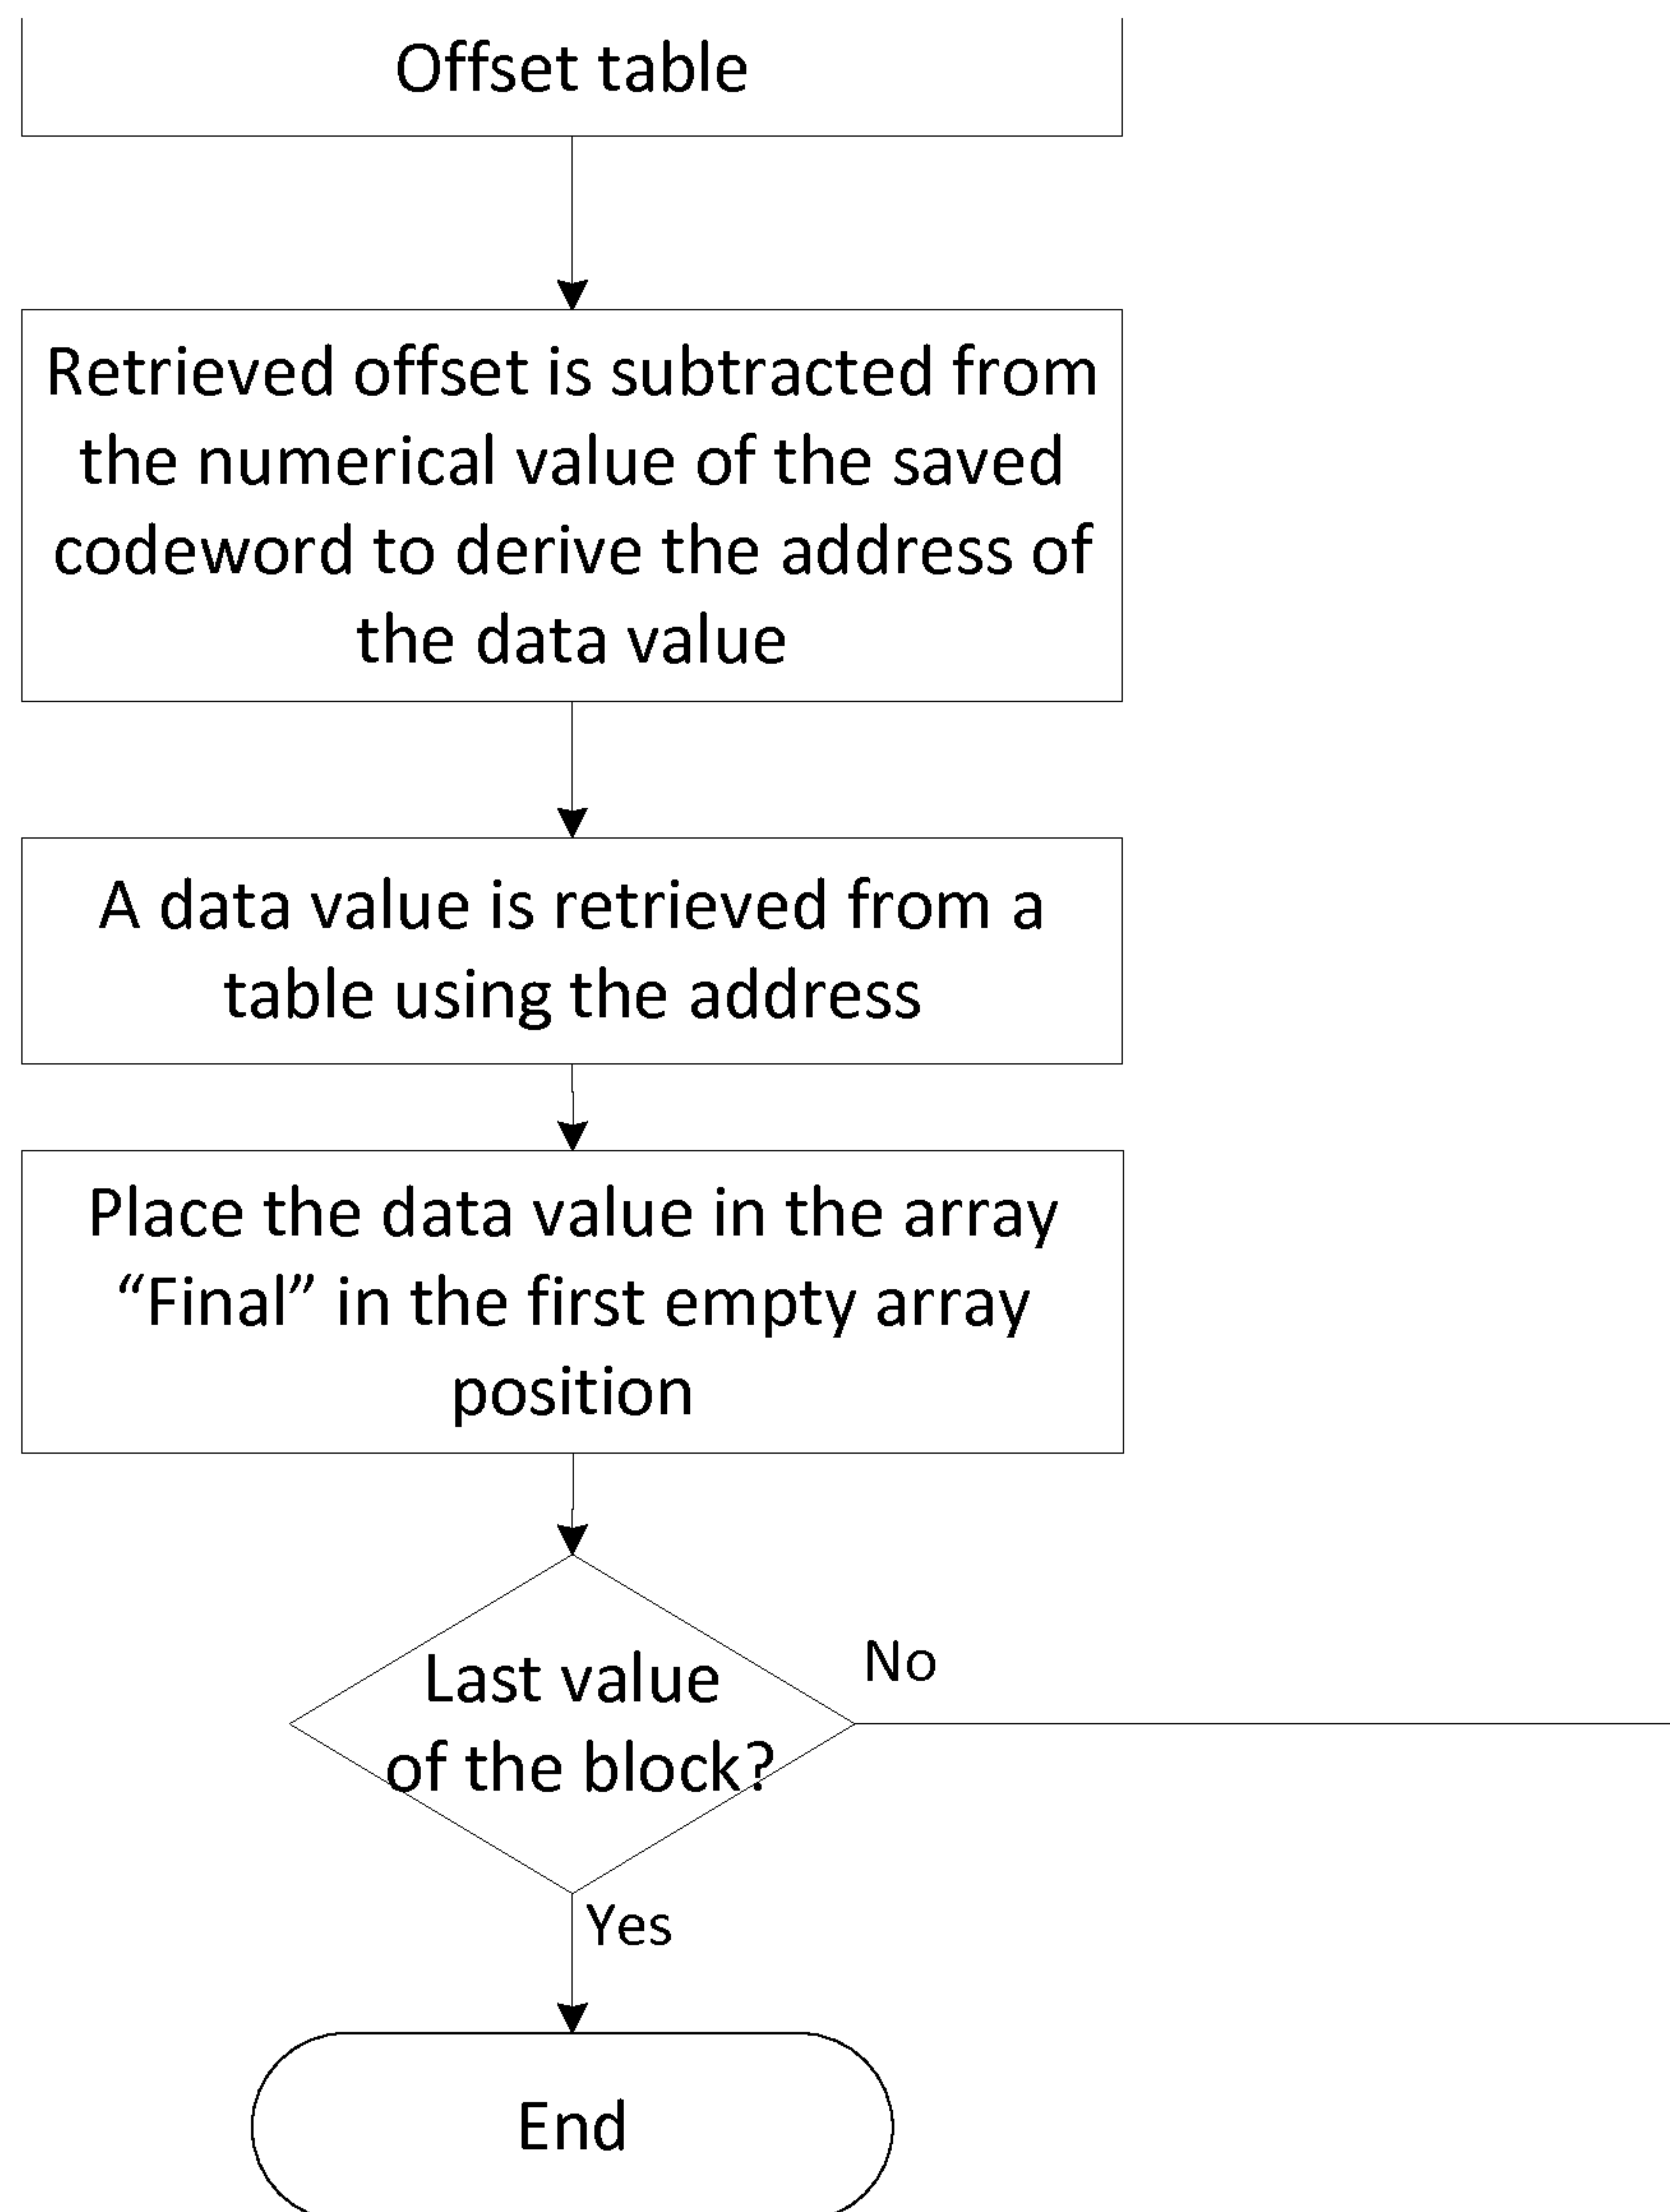 Offset table
Retrieved offset is subtracted from
the numerical value of the saved
codeword to derive the address of
the data value
A data value is retrieved from a
table using the address
Place the data value in the array
“Final” in the first empty array
position
Last value
of the block?
No
Yes
End